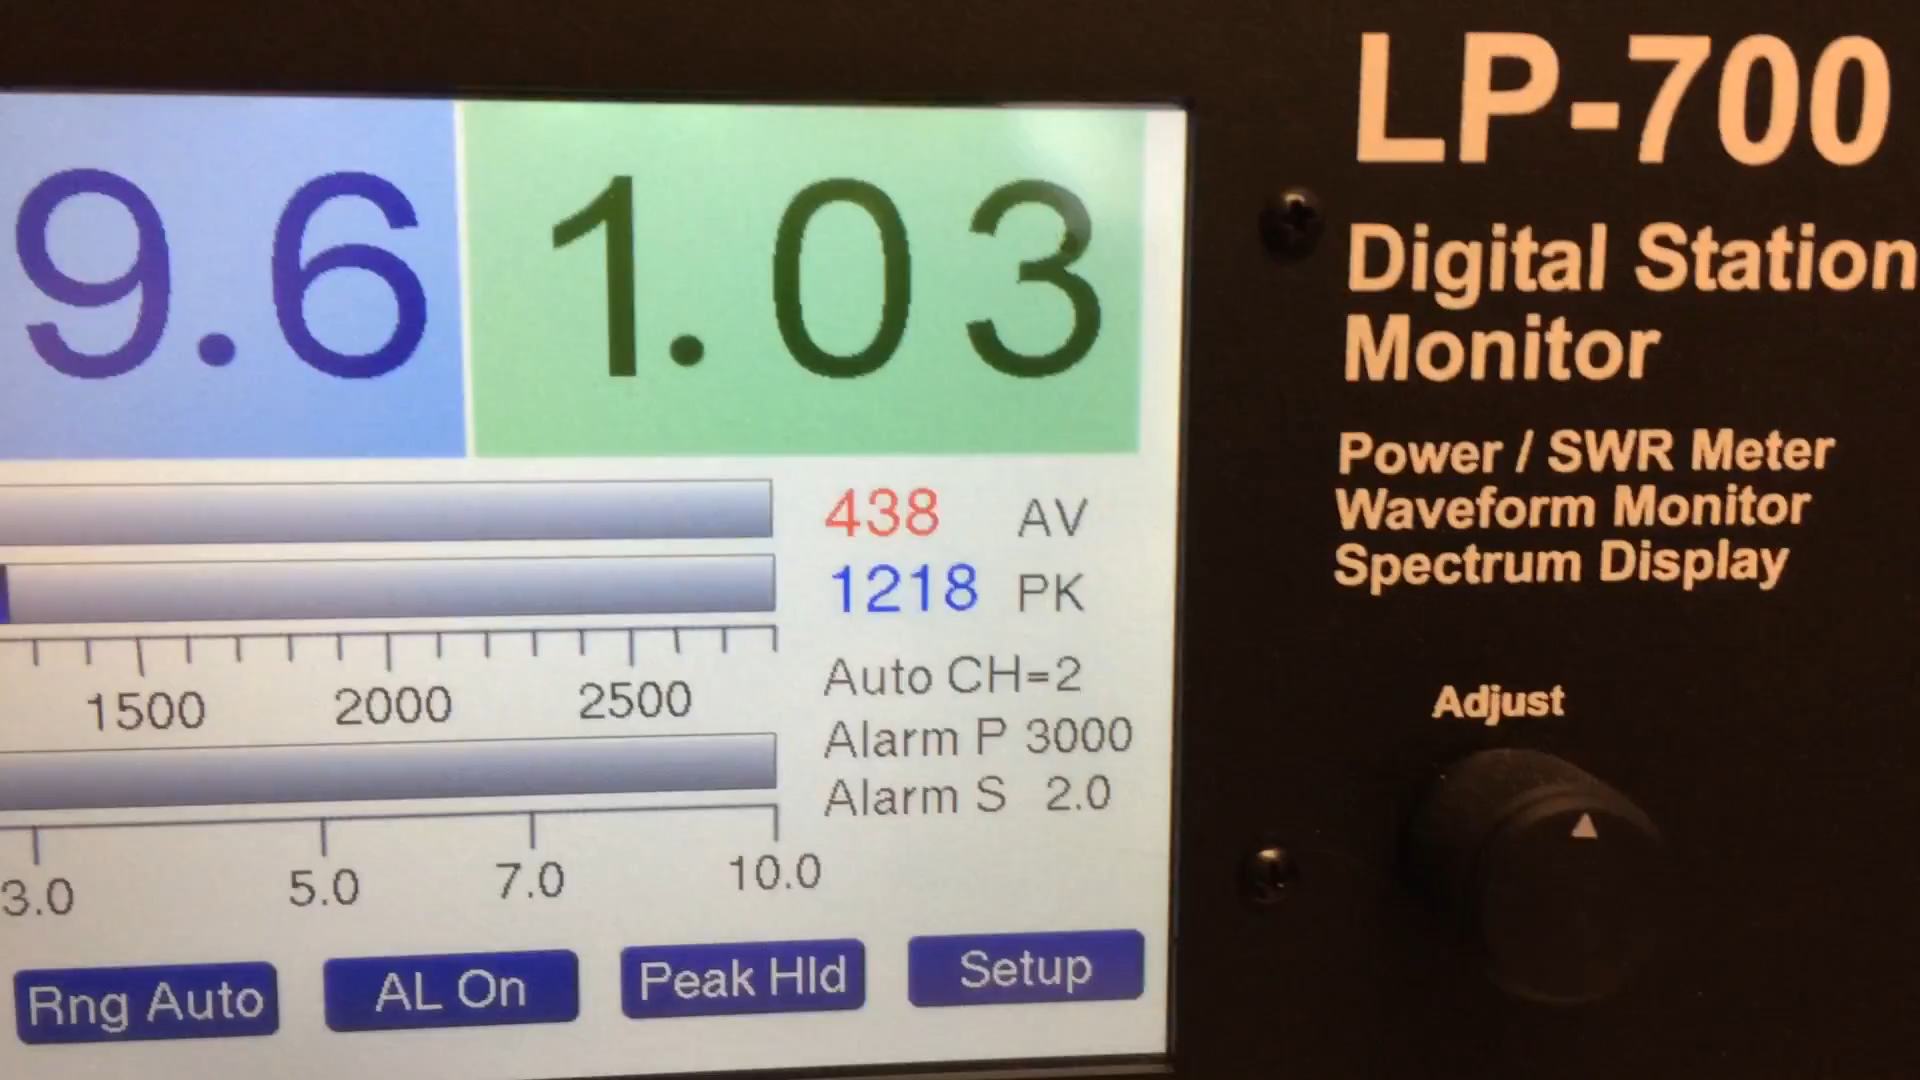 LP-700
Digital Station
Monitor
Power / SWR Meter
Waveform Monitor
Spectrum Display
Adjust
9.6 1.03
438 AV
1218 PK
1500 2000 2500
Auto CH=2
Alarm P 3000
Alarm S 2.0
3.0 5.0 7.0 10.0
Rng Auto AL On Peak Hld Setup